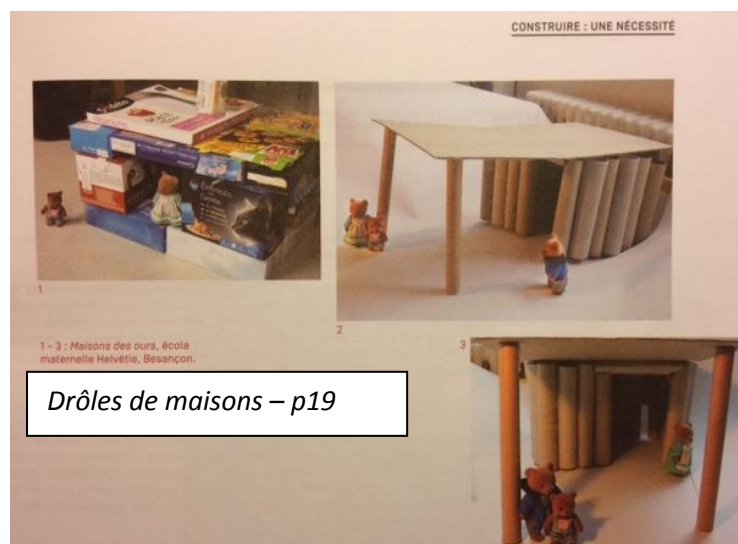 CONSTRUIRE : UNE NÉCESSITÉ
1
2
1 – 3 : Maisons des ours, école
maternelle Helvétie, Besançon.
3
Drôles de maisons – p19